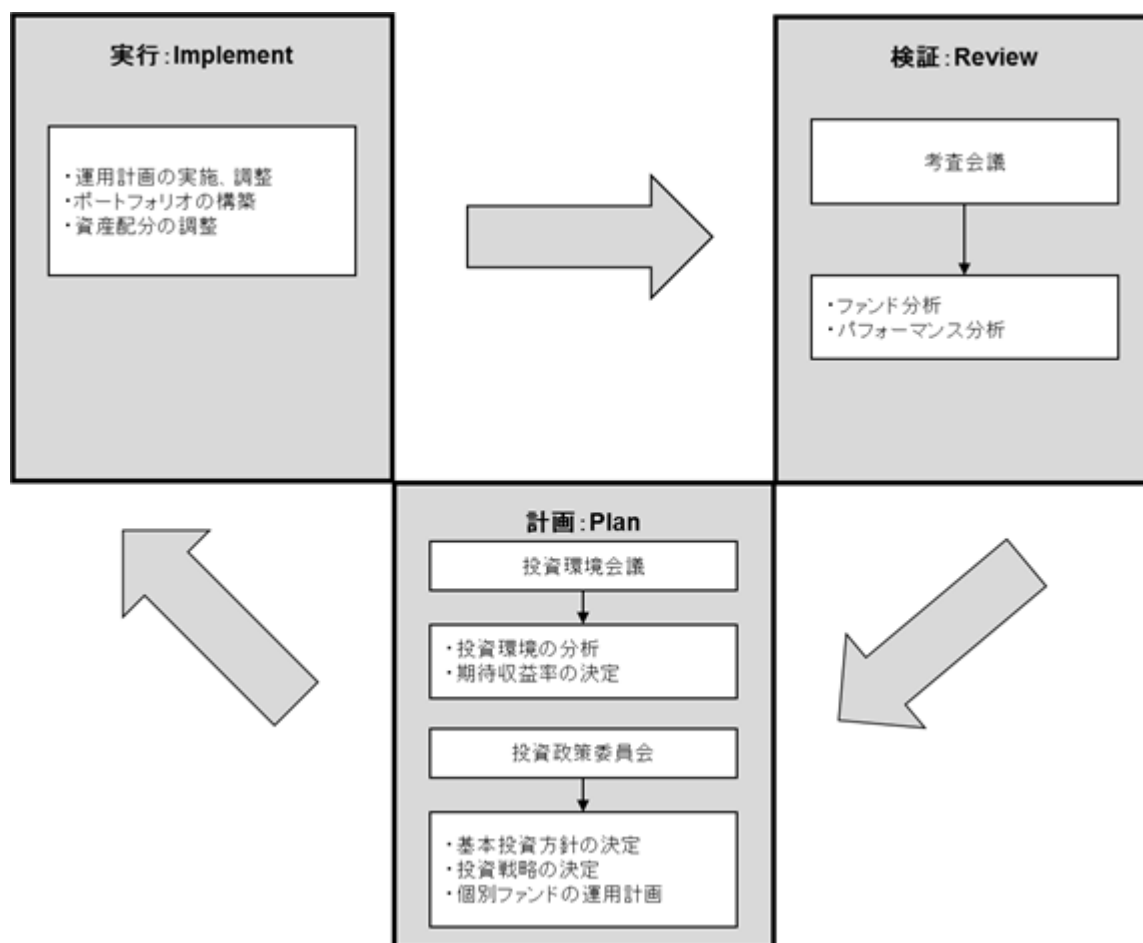 実行:Implement
・運用計画の実施、調整
・ポートフォリオの構築
・資産配分の調整
検証:Review
考査会議
・ファンド分析
・パフォーマンス分析
計画:Plan
投資環境会議
・投資環境の分析
・期待収益率の決定
投資政策委員会
・基本投資方針の決定
・投資戦略の決定
・個別ファンドの運用計画